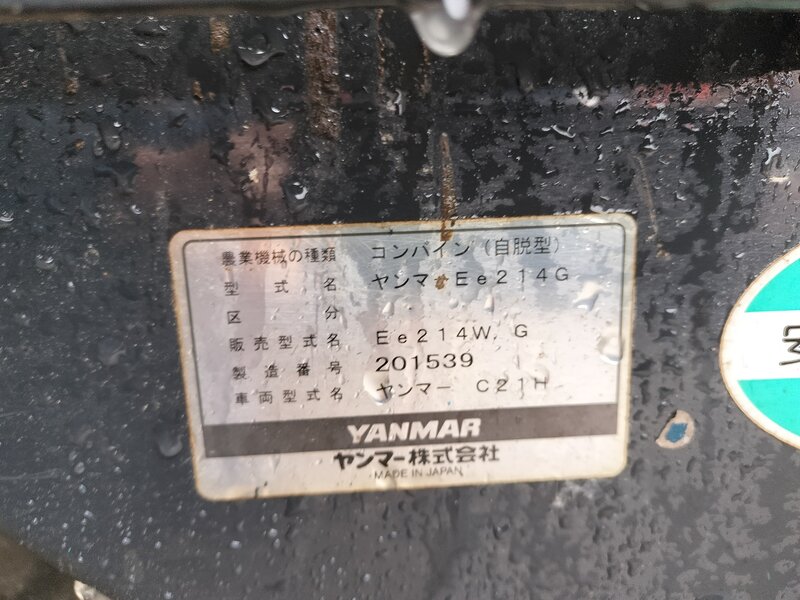 農業機械の種類 コンバイン(自脱型)
型式名 ヤンマーEe214G
区分
販売型式名 Ee214W,G
製造番号 201539
車両型式名 ヤンマー C21H
YANMAR
ヤンマー株式会社
MADE IN JAPAN